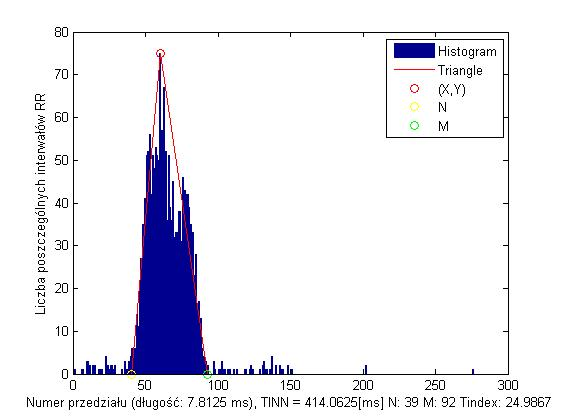 80
70
60
50
40
30
20
10
0
Liczba poszczególnych interwałów RR
Histogram
Triangle
(X,Y)
N
M
0 50 100 150 200 250 300
Numer przedziału (długość: 7.8125 ms), TINN = 414.0625[ms] N: 39 M: 92 Tindex: 24.9867